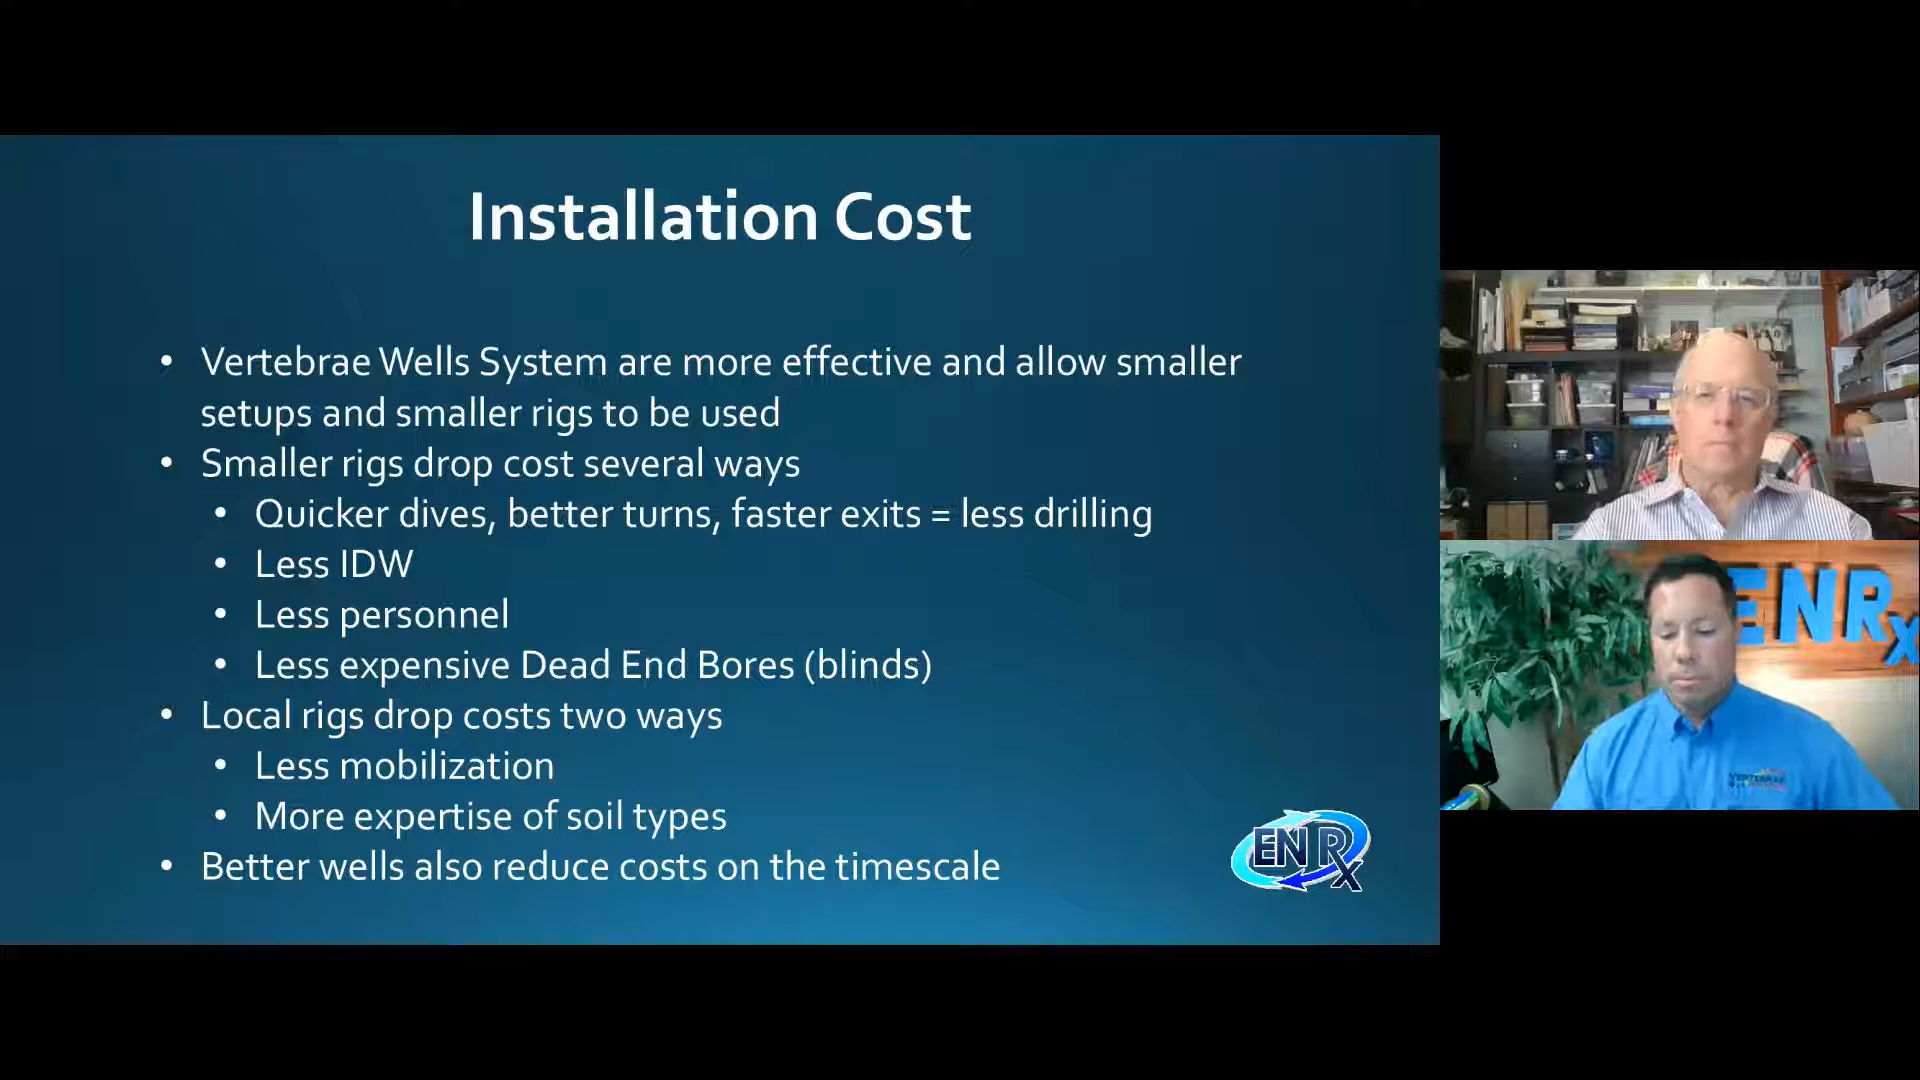 Installation Cost
• Vertebrae Wells System are more effective and allow smaller
setups and smaller rigs to be used
• Smaller rigs drop cost several ways
• Quicker dives, better turns, faster exits = less drilling
• Less IDW
• Less personnel
• Less expensive Dead End Bores (blinds)
• Local rigs drop costs two ways
• Less mobilization
• More expertise of soil types
• Better wells also reduce costs on the timescale
ENRx
ENRx
VERTEBRAE